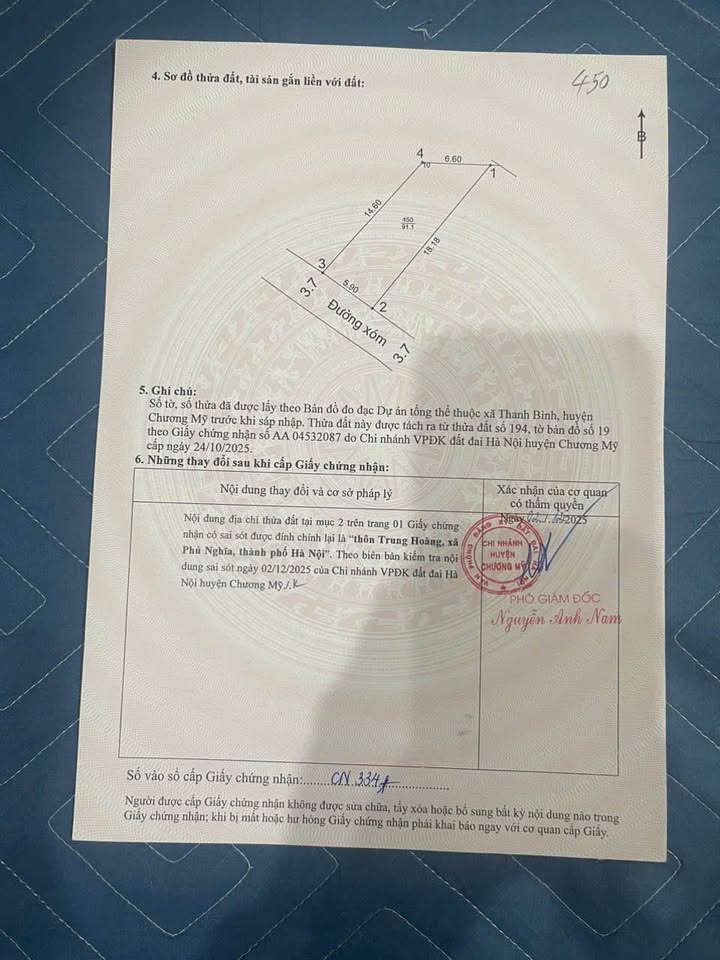 4. Sơ đồ thửa đất, tài sản gắn liền với đất:
450
B
4
6.60
1
14.60
450
91.1
18.18
3
5.90
2
3.7
Đường xóm
3.7
5. Ghi chú:
Số tờ, số thửa đã được lấy theo Bản đồ đo đạc Dự án tổng thể thuộc xã Thanh Bình, huyện
Chương Mỹ trước khi sáp nhập. Thửa đất này được tách ra từ thửa đất số 194, tờ bản đồ số 19
theo Giấy chứng nhận số AA 04532087 do Chi nhánh VPĐK đất đai Hà Nội huyện Chương Mỹ
cấp ngày 24/10/2025.
6. Những thay đổi sau khi cấp Giấy chứng nhận:
Nội dung thay đổi và cơ sở pháp lý
Xác nhận của cơ quan
có thẩm quyền
Nội dung địa chỉ thửa đất tại mục 2 trên trang 01 Giấy chứng
nhận có sai sót được đính chính lại là “thôn Trung Hoàng, xã
Phú Nghĩa, thành phố Hà Nội”. Theo biên bản kiểm tra nội
dung sai sót ngày 02/12/2025 của Chi nhánh VPĐK đất đai Hà
Nội huyện Chương Mỹ./.
Ngày 2025
CHI NHÁNH
HUYỆN
CHƯƠNG MỸ
PHÓ GIÁM ĐỐC
Nguyễn Anh Nam
Số vào sổ cấp Giấy chứng nhận:........CN 334...................
Người được cấp Giấy chứng nhận không được sửa chữa, tẩy xóa hoặc bổ sung bất kỳ nội dung nào trong
Giấy chứng nhận; khi bị mất hoặc hư hỏng Giấy chứng nhận phải khai báo ngay với cơ quan cấp Giấy.